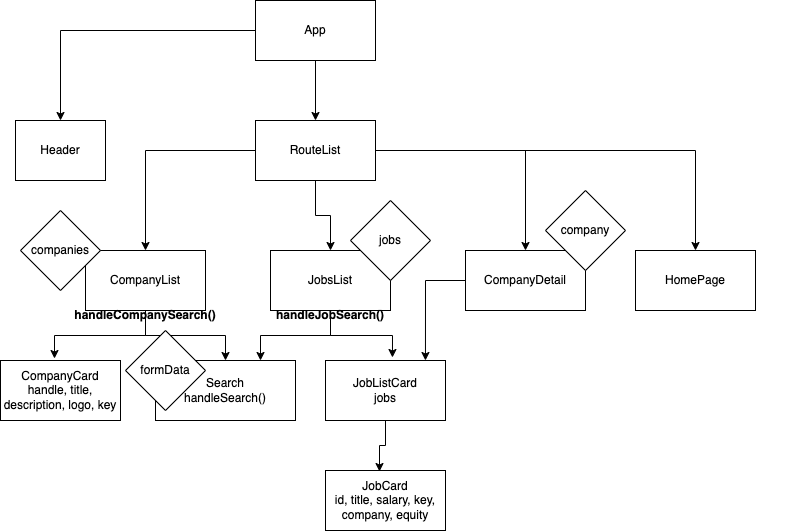 App
Header
RouteList
companies
CompanyList
handleCompanySearch()
jobs
JobsList
handleJobSearch()
company
CompanyDetail
HomePage
CompanyCard
handle, title,
description, logo, key
formData
Search
handleSearch()
JobListCard
jobs
JobCard
id, title, salary, key,
company, equity